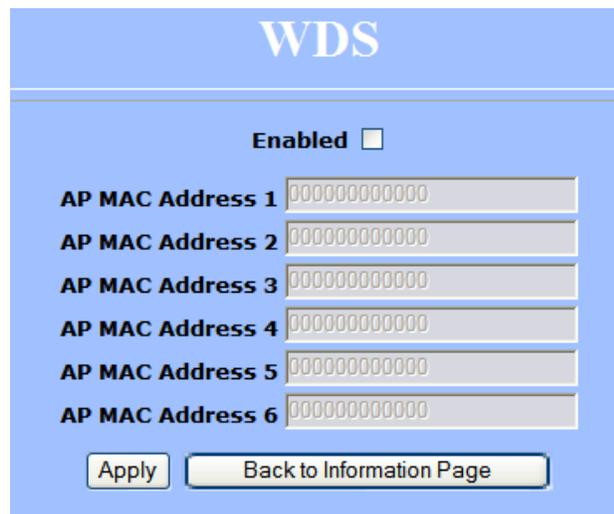 WDS
Enabled
AP MAC Address 1 000000000000
AP MAC Address 2 000000000000
AP MAC Address 3 000000000000
AP MAC Address 4 000000000000
AP MAC Address 5 000000000000
AP MAC Address 6 000000000000
Apply Back to Information Page